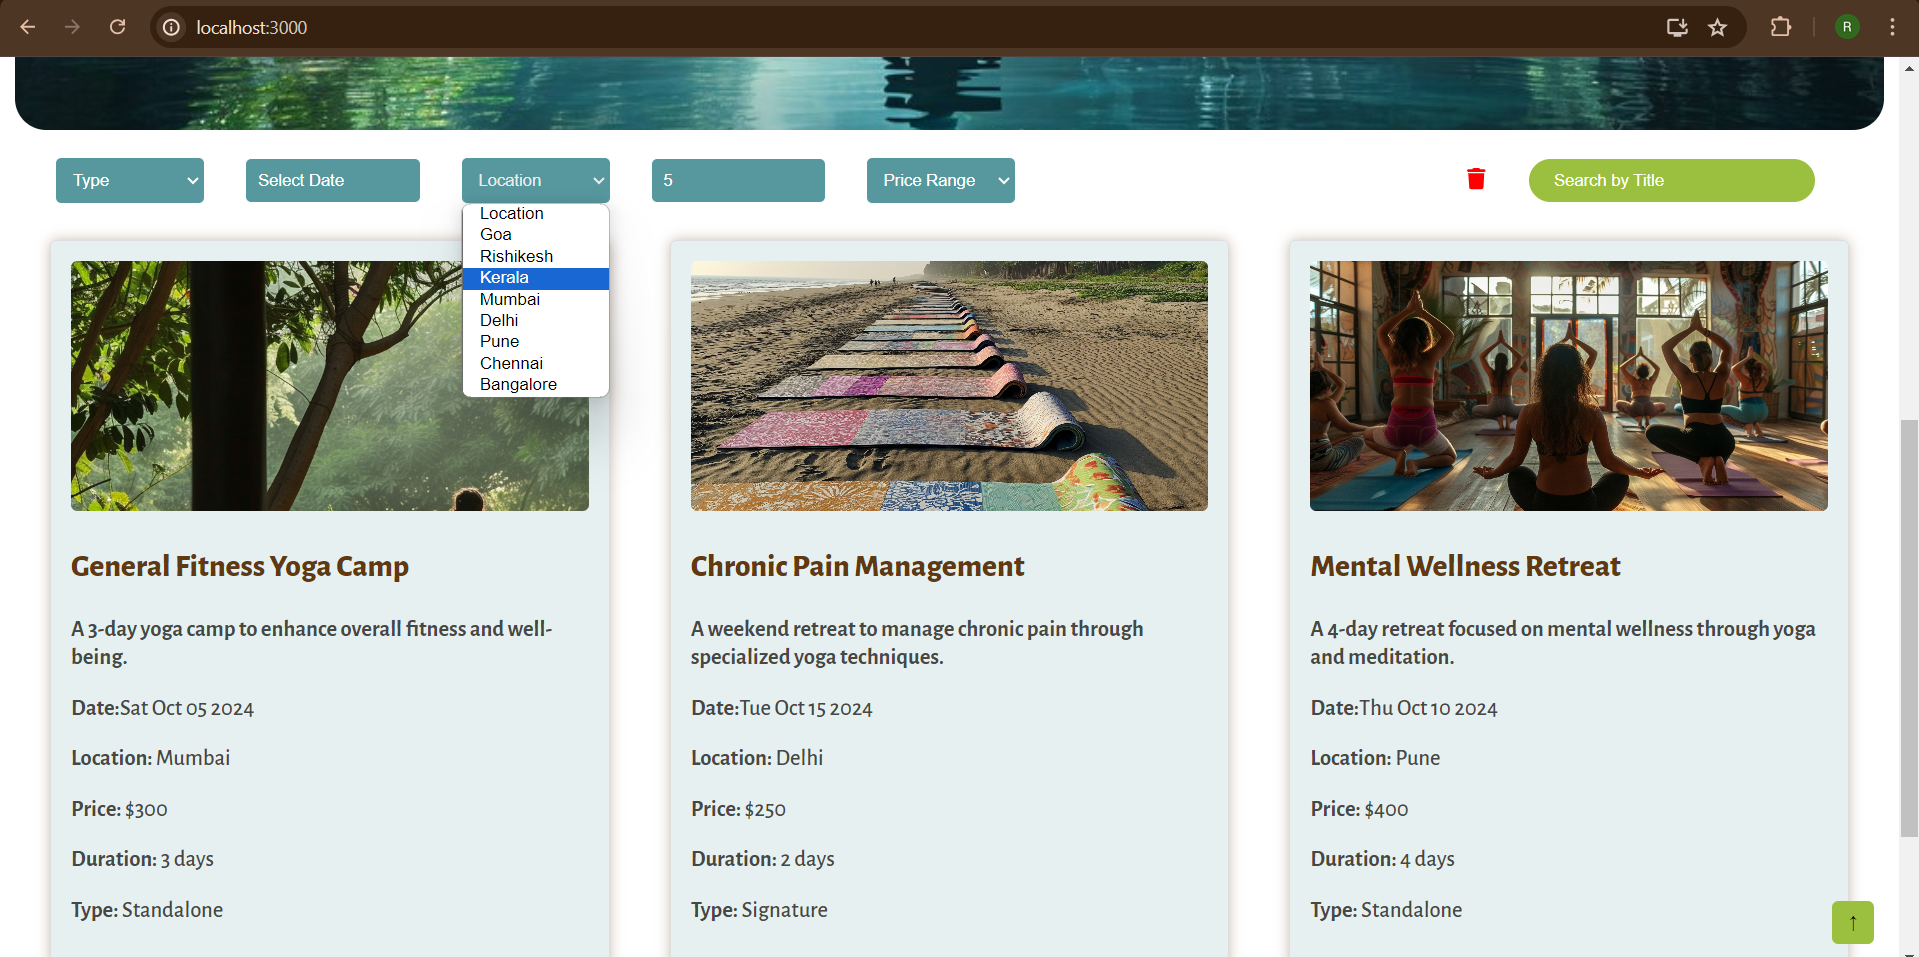 localhost:3000
R
Type
Select Date
Location
5
Price Range
Search by Title
Location
Goa
Rishikesh
Kerala
Mumbai
Delhi
Pune
Chennai
Bangalore
General Fitness Yoga Camp
A 3-day yoga camp to enhance overall fitness and well-
being.
Date:Sat Oct 05 2024
Location: Mumbai
Price: $300
Duration: 3 days
Type: Standalone
Chronic Pain Management
A weekend retreat to manage chronic pain through
specialized yoga techniques.
Date:Tue Oct 15 2024
Location: Delhi
Price: $250
Duration: 2 days
Type: Signature
Mental Wellness Retreat
A 4-day retreat focused on mental wellness through yoga
and meditation.
Date:Thu Oct 10 2024
Location: Pune
Price: $400
Duration: 4 days
Type: Standalone
↑